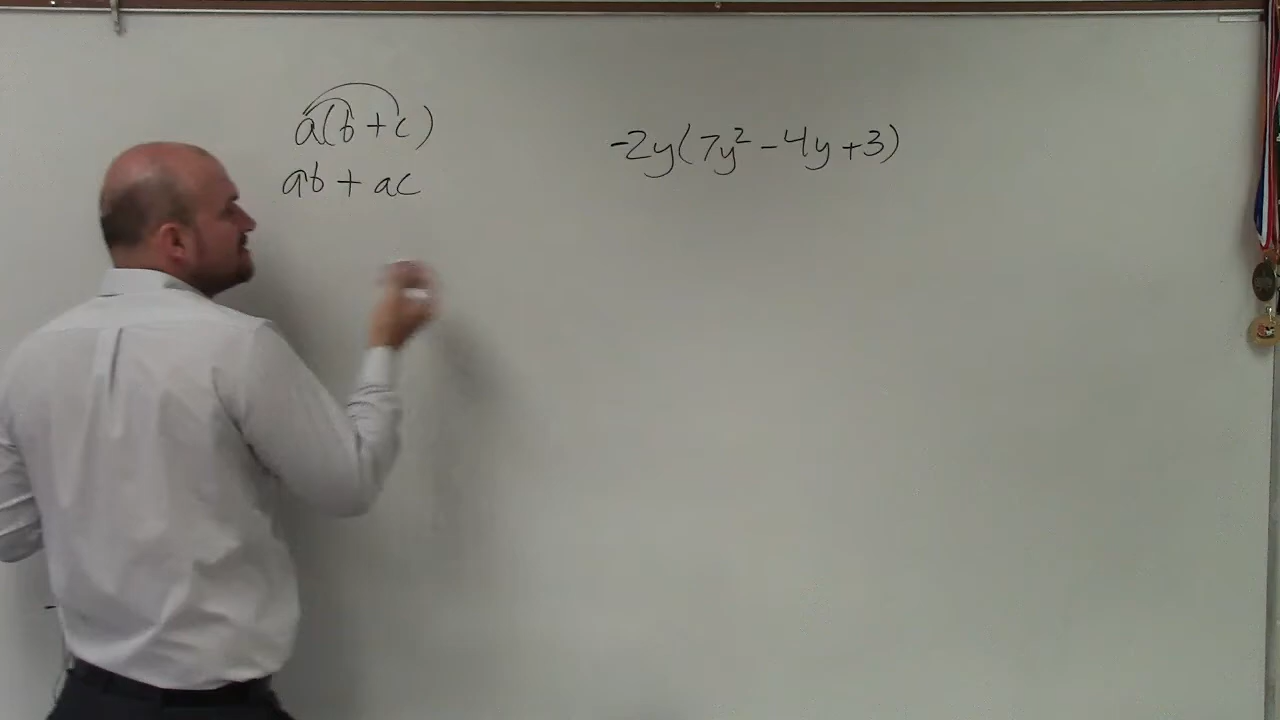 a(b+c)
ab + ac
-2y(7y² - 4y + 3)